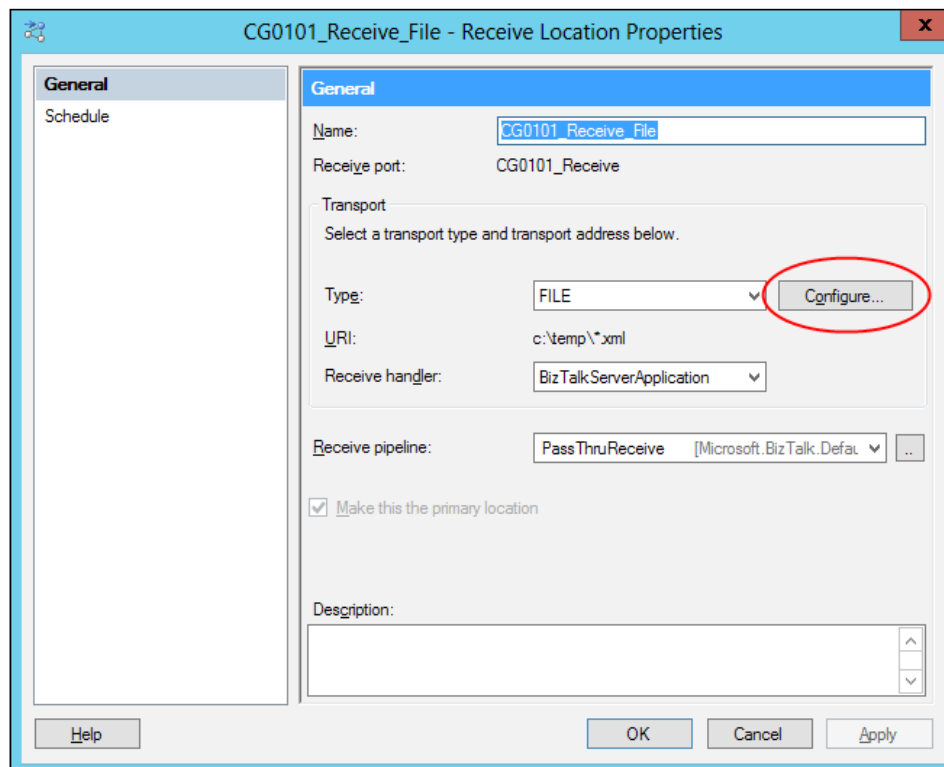 CG0101_Receive_File - Receive Location Properties
x
General
Schedule
General
Name:
CG0101_Receive_File
Receive port:
CG0101_Receive
Transport
Select a transport type and transport address below.
Type:
FILE
Configure...
URI:
c:\temp\*.xml
Receive handler:
BizTalkServerApplication
Receive pipeline:
PassThruReceive [Microsoft.BizTalk.Defau
..
Make this the primary location
Description:
Help
OK
Cancel
Apply